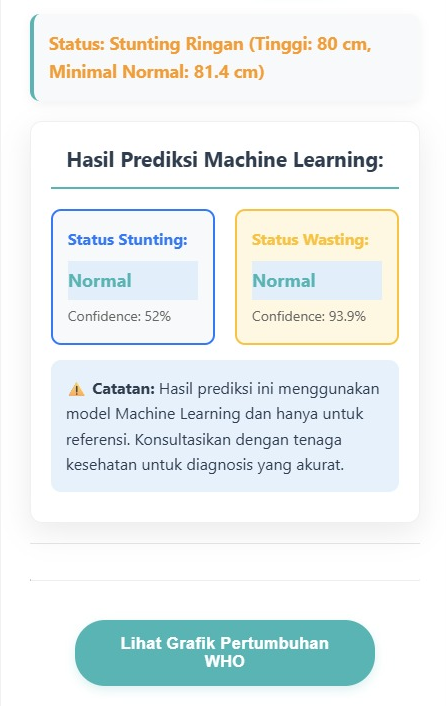 Status: Stunting Ringan (Tinggi: 80 cm,
Minimal Normal: 81.4 cm)
Hasil Prediksi Machine Learning:
Status Stunting:
Normal
Confidence: 52%
Status Wasting:
Normal
Confidence: 93.9%
⚠️ Catatan: Hasil prediksi ini menggunakan
model Machine Learning dan hanya untuk
referensi. Konsultasikan dengan tenaga
kesehatan untuk diagnosis yang akurat.
Lihat Grafik Pertumbuhan
WHO